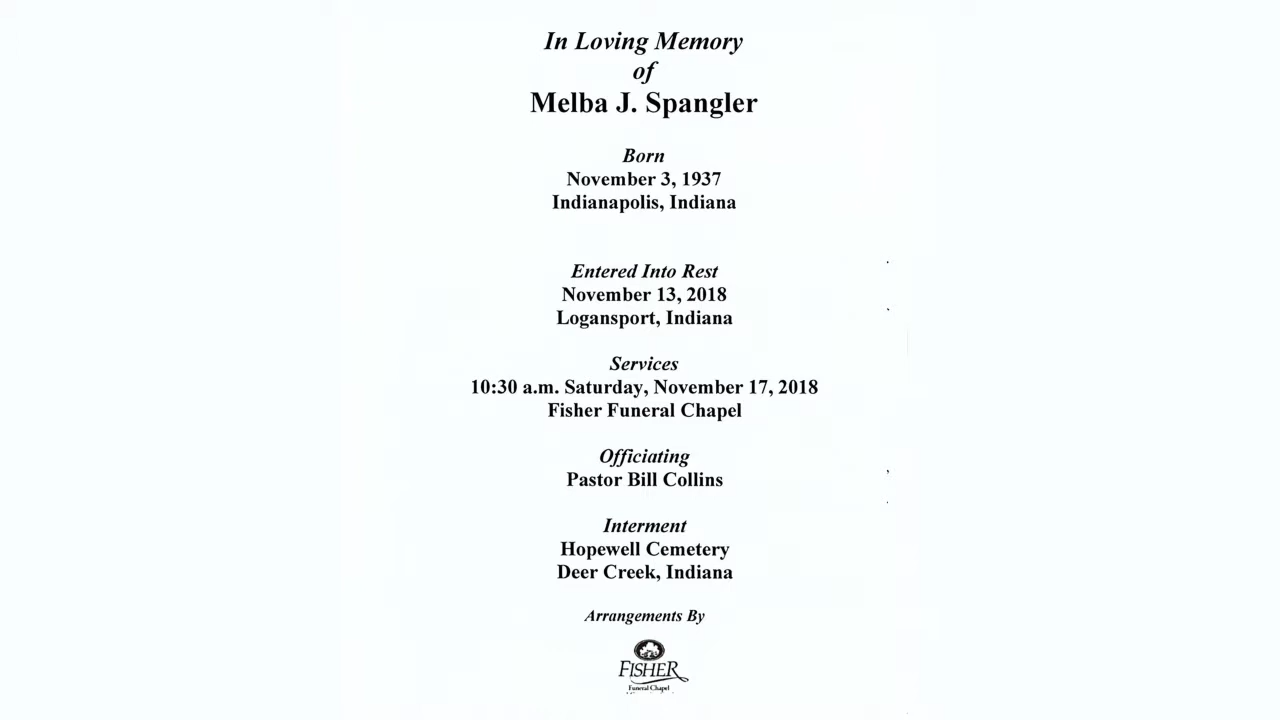 In Loving Memory
of
Melba J. Spangler
Born
November 3, 1937
Indianapolis, Indiana
Entered Into Rest
November 13, 2018
Logansport, Indiana
Services
10:30 a.m. Saturday, November 17, 2018
Fisher Funeral Chapel
Officiating
Pastor Bill Collins
Interment
Hopewell Cemetery
Deer Creek, Indiana
Arrangements By
FISHER
Funeral Chapel